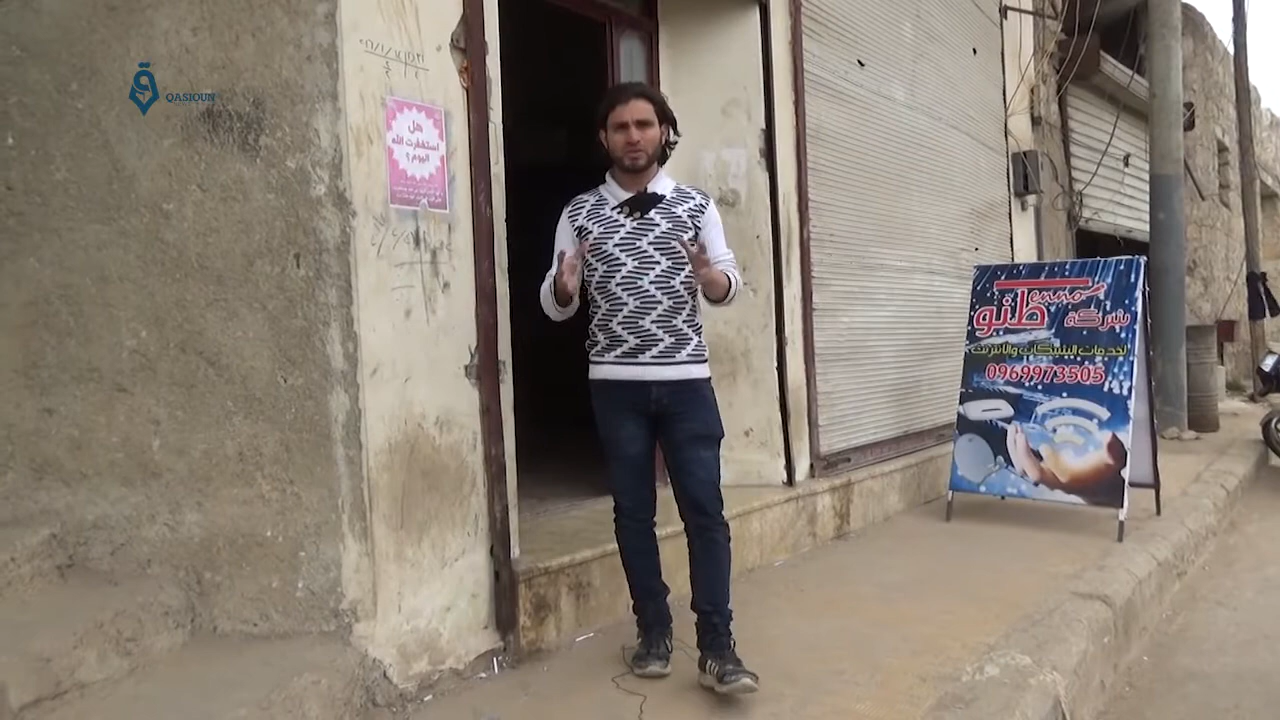 QASIOUN
هل
استغفرت الله
اليوم ؟
Tenno
شركة طنو
لخدمات الشبكات والانترنت
0969973505